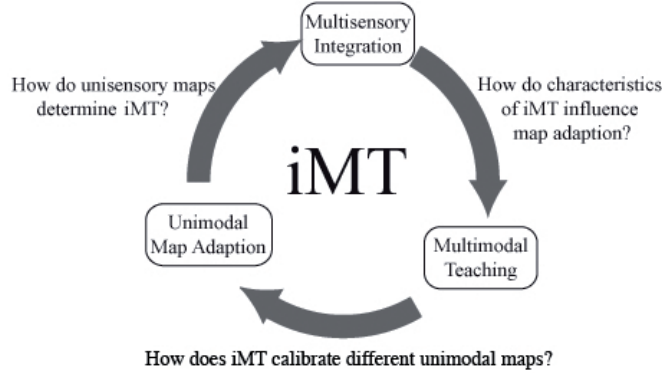 Multisensory
Integration
How do unisensory maps
determine iMT?
How do characteristics
of iMT influence
map adaption?
iMT
Unimodal
Map Adaption
Multimodal
Teaching
How does iMT calibrate different unimodal maps?